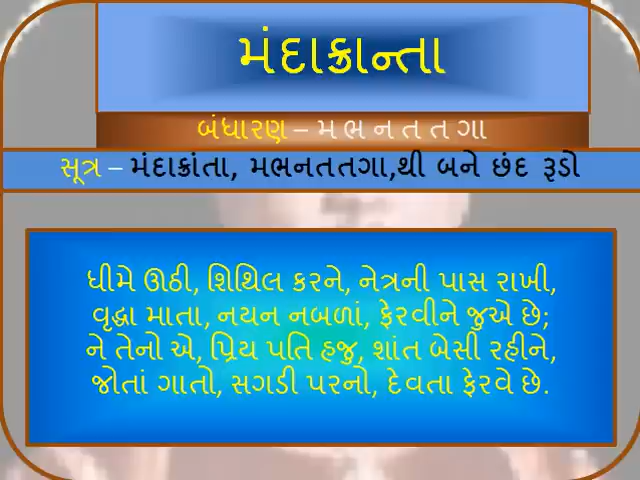 મંદાક્રાન્તા
બંધારણ – મ ભ ન ત ત ગા
સૂત્ર – મંદાક્રાંતા, મભનતતગા,થી બને છંદ રૂડો
ધીમે ઊઠી, શિથિલ કરને, નેત્રની પાસ રાખી,
વૃદ્ધા માતા, નયન નબળાં, ફેરવીને જુએ છે;
ને તેનો એ, પ્રિય પતિ હજુ, શાંત બેસી રહીને,
જોતાં ગાતો, સગડી પરનો, દેવતા ફેરવે છે.